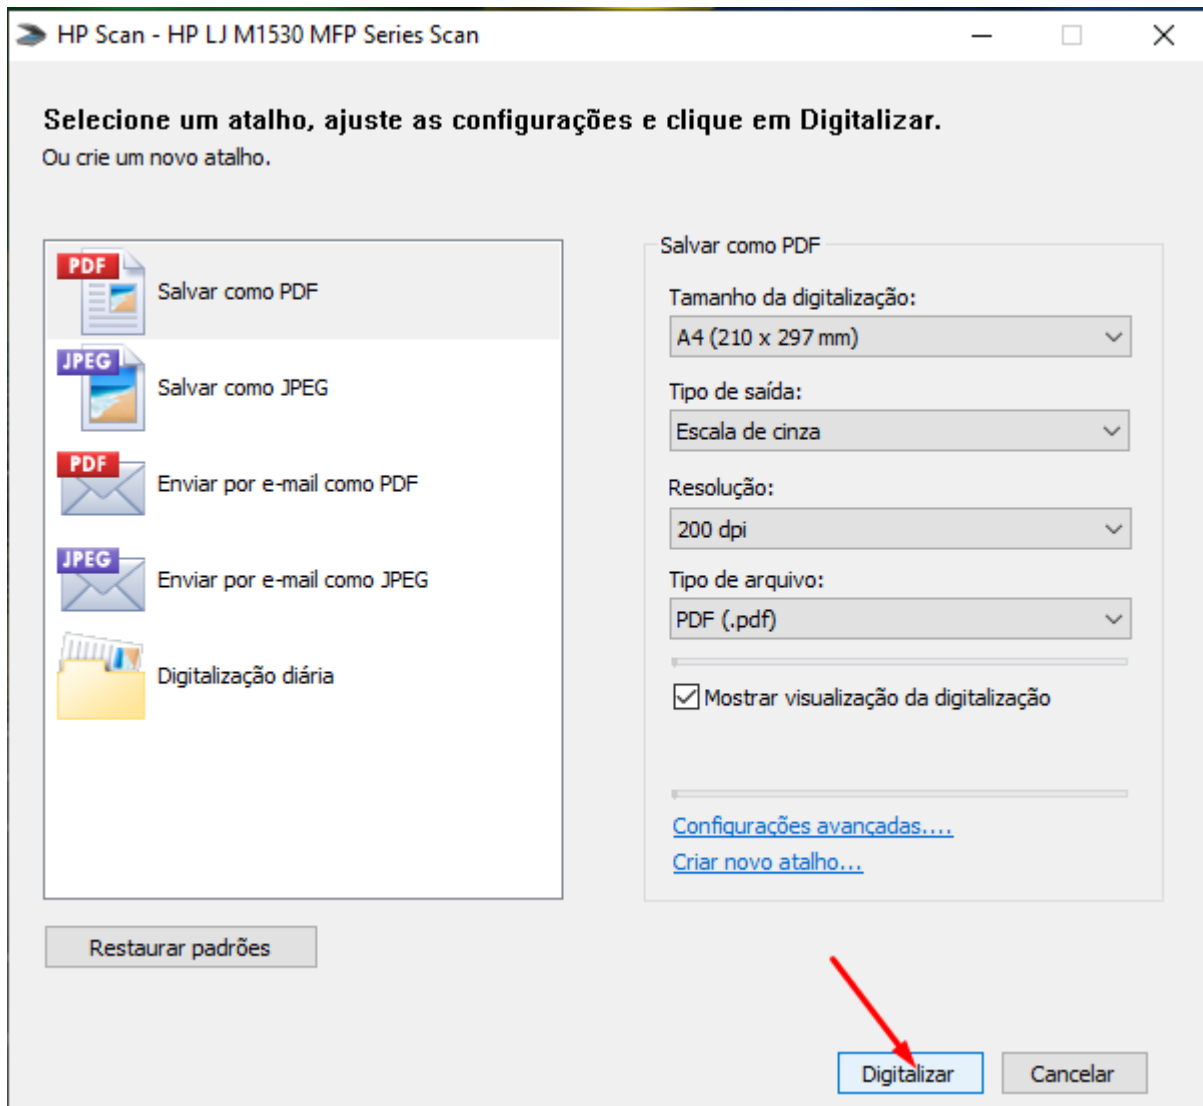 HP Scan - HP LJ M1530 MFP Series Scan
Selecione um atalho, ajuste as configurações e clique em Digitalizar.
Ou crie um novo atalho.
PDF
Salvar como PDF
JPEG
Salvar como JPEG
PDF
Enviar por e-mail como PDF
JPEG
Enviar por e-mail como JPEG
Digitalização diária
Restaurar padrões
Salvar como PDF
Tamanho da digitalização:
A4 (210 x 297 mm)
Tipo de saída:
Escala de cinza
Resolução:
200 dpi
Tipo de arquivo:
PDF (.pdf)
Mostrar visualização da digitalização
Configurações avançadas....
Criar novo atalho...
Digitalizar
Cancelar